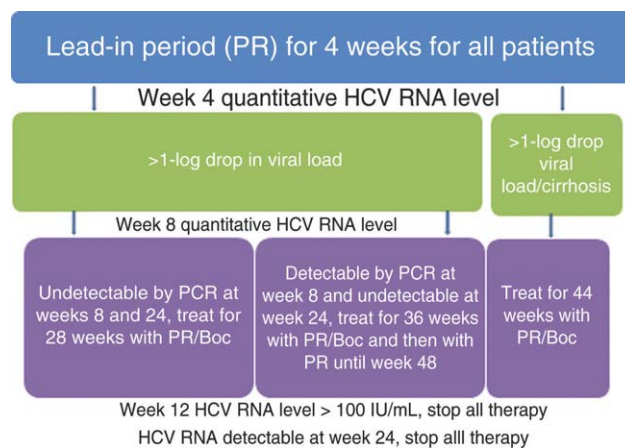 Lead-in period (PR) for 4 weeks for all patients
Week 4 quantitative HCV RNA level
>1-log drop in viral load
>1-log drop
viral
load/cirrhosis
Week 8 quantitative HCV RNA level
Undetectable by PCR at
weeks 8 and 24, treat for
28 weeks with PR/Boc
Detectable by PCR at
week 8 and undetectable at
week 24, treat for 36 weeks
with PR/Boc and then with
PR until week 48
Treat for 44
weeks with
PR/Boc
Week 12 HCV RNA level > 100 IU/mL, stop all therapy
HCV RNA detectable at week 24, stop alll therapy